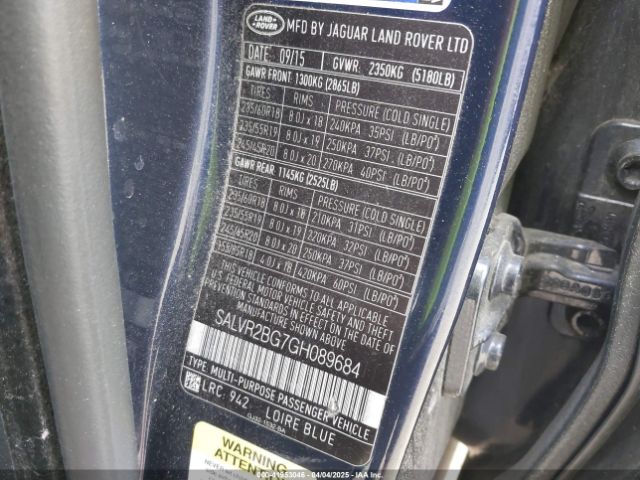 LAND ROVER
MFD BY JAGUAR LAND ROVER LTD
DATE: 09/15 GVWR 2350KG (5180LB)
GAWR FRONT 1300KG (2865LB)
TIRES RIMS PRESSURE (COLD SINGLE)
235/60R18 8.0J x 18 240KPA 35PSI (LB/PO²)
235/55R19 8.0J x 19 250KPA 37PSI. (LB/PO²)
245/45R20 8.0J x 20 270KPA 40PSI (LB/PO²)
GAWR REAR 1145KG (2525LB)
TIRES RIMS PRESSURE (COLD SINGLE)
235/60R18 8.0J x 18 210KPA 31PSI (LB/PO²)
235/55R19 8.0J x 19 220KPA 32PSI (LB/PO²)
245/45R20 8.0J x 20 250KPA 37PSI (LB/PO²)
4.0J x 18 420KPA 60PSI (LB/PO²)
THIS VEHICLE CONFORMS TO ALL APPLICABLE
U.S. FEDERAL MOTOR VEHICLE SAFETY AND THEFT
PREVENTION STANDARDS IN EFFECT ON THE DATE OF
MANUFACTURE SHOWN ABOVE
SALVR2BG7GH089684
TYPE: MULTI-PURPOSE PASSENGER VEHICLE
LRC: 942 LOIRE BLUE
WARNING
ATTEN
©IAA 000-41953046 - 04/04/2025 IAA